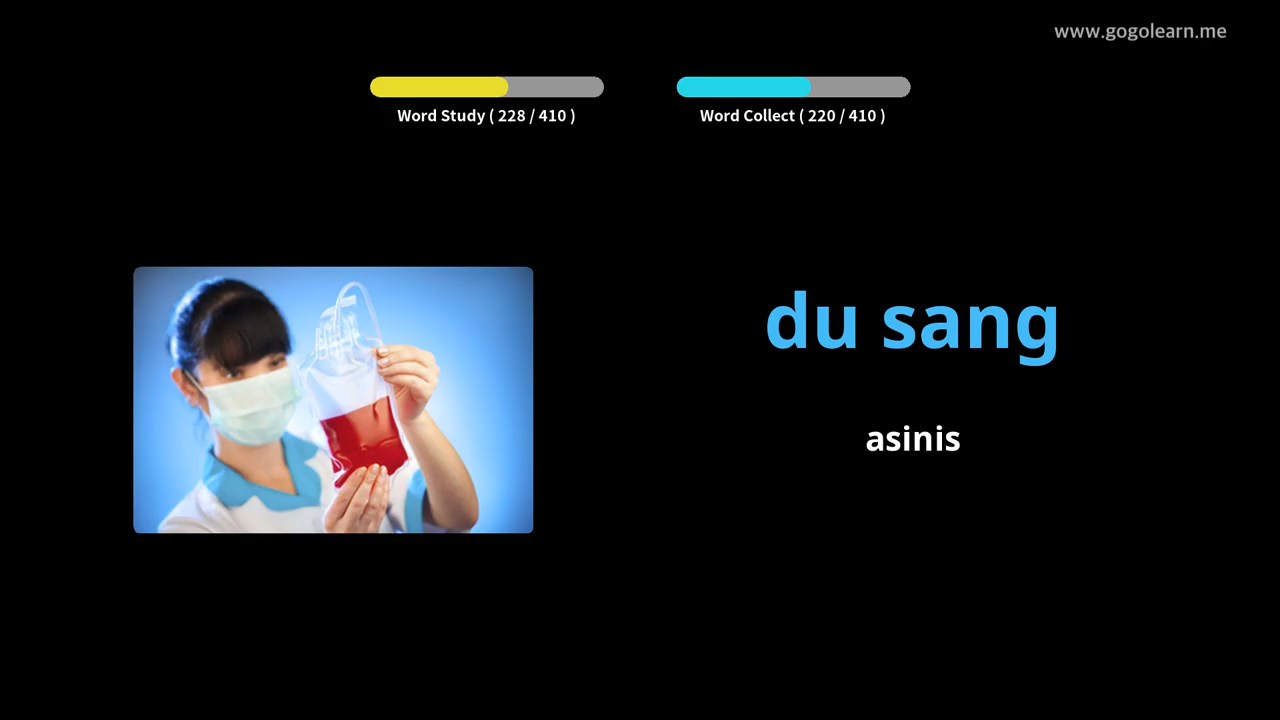 www.gogolearn.me
Word Study ( 228 / 410 )
Word Collect ( 220 / 410 )
du sang
asinis